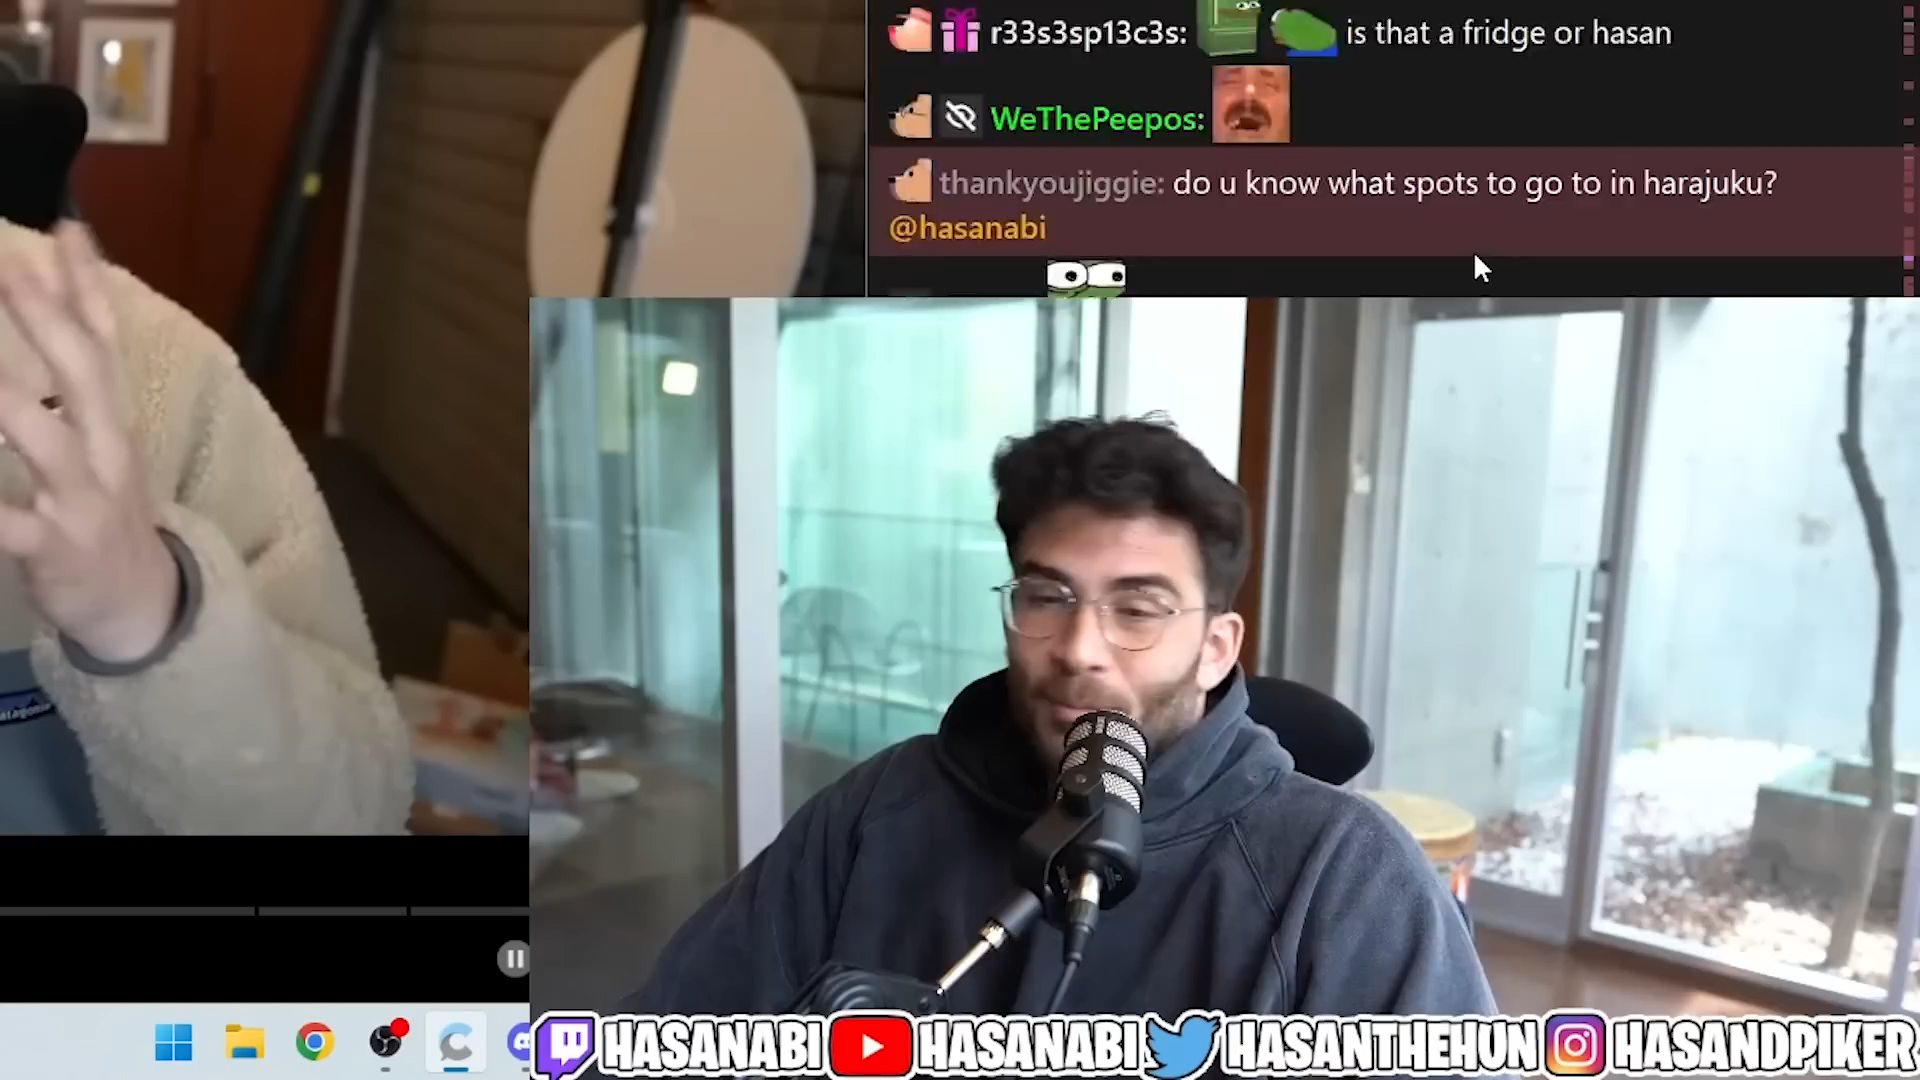 r33s3sp13c3s: is that a fridge or hasan
WeThePeepos:
thankyoujiggie: do u know what spots to go to in harajuku?
@hasanabi
HASANABI HASANABI HASANTHEHUN HASANDPIKER